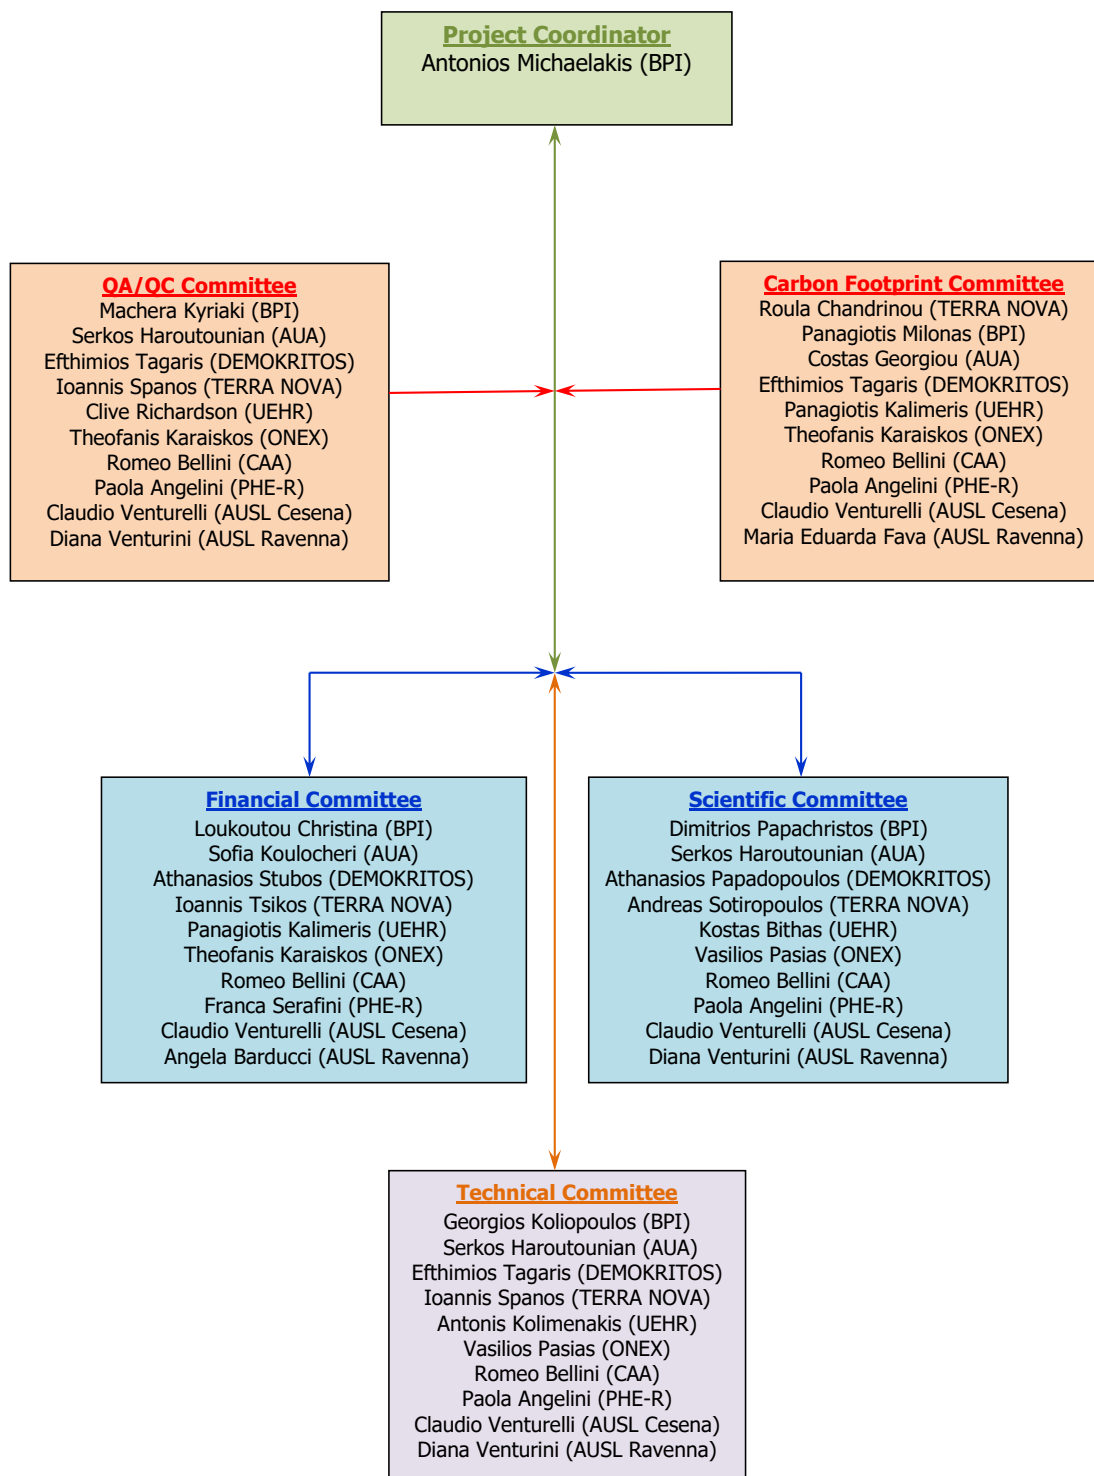 Project Coordinator
Antonios Michaelakis (BPI)
QA/QC Committee
Machera Kyriaki (BPI)
Serkos Haroutounian (AUA)
Efthimios Tagaris (DEMOKRITOS)
Ioannis Spanos (TERRA NOVA)
Clive Richardson (UEHR)
Theofanis Karaiskos (ONEX)
Romeo Bellini (CAA)
Paola Angelini (PHE-R)
Claudio Venturelli (AUSL Cesena)
Diana Venturini (AUSL Ravenna)
Carbon Footprint Committee
Roula Chandrinou (TERRA NOVA)
Panagiotis Milonas (BPI)
Costas Georgiou (AUA)
Efthimios Tagaris (DEMOKRITOS)
Panagiotis Kalimeris (UEHR)
Theofanis Karaiskos (ONEX)
Romeo Bellini (CAA)
Paola Angelini (PHE-R)
Claudio Venturelli (AUSL Cesena)
Maria Eduarda Fava (AUSL Ravenna)
Financial Committee
Loukoutou Christina (BPI)
Sofia Koulocheri (AUA)
Athanasios Stubos (DEMOKRITOS)
Ioannis Tsikos (TERRA NOVA)
Panagiotis Kalimeris (UEHR)
Theofanis Karaiskos (ONEX)
Romeo Bellini (CAA)
Franca Serafini (PHE-R)
Claudio Venturelli (AUSL Cesena)
Angela Barducci (AUSL Ravenna)
Scientific Committee
Dimitrios Papachristos (BPI)
Serkos Haroutounian (AUA)
Athanasios Papadopoulos (DEMOKRITOS)
Andreas Sotiropoulos (TERRA NOVA)
Kostas Bithas (UEHR)
Vasilios Pasias (ONEX)
Romeo Bellini (CAA)
Paola Angelini (PHE-R)
Claudio Venturelli (AUSL Cesena)
Diana Venturini (AUSL Ravenna)
Technical Committee
Georgios Koliopoulos (BPI)
Serkos Haroutounian (AUA)
Efthimios Tagaris (DEMOKRITOS)
Ioannis Spanos (TERRA NOVA)
Antonis Kolimenakis (UEHR)
Vasilios Pasias (ONEX)
Romeo Bellini (CAA)
Paola Angelini (PHE-R)
Claudio Venturelli (AUSL Cesena)
Diana Venturini (AUSL Ravenna)